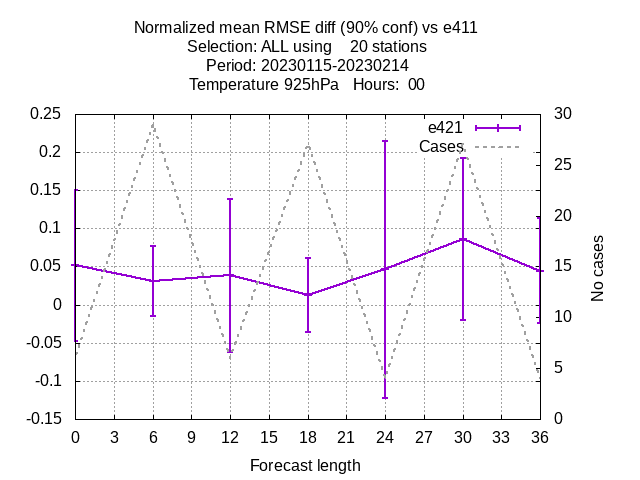 Normalized mean RMSE diff (90% conf) vs e411
Selection: ALL using    20 stations
Period: 20230115-20230214
Temperature 925hPa   Hours:  00
e421
Cases
0.25
0.2
0.15
0.1
0.05
0
-0.05
-0.1
-0.15
30
25
20
15
10
5
0
No cases
0 3 6 9 12 15 18 21 24 27 30 33 36
Forecast length